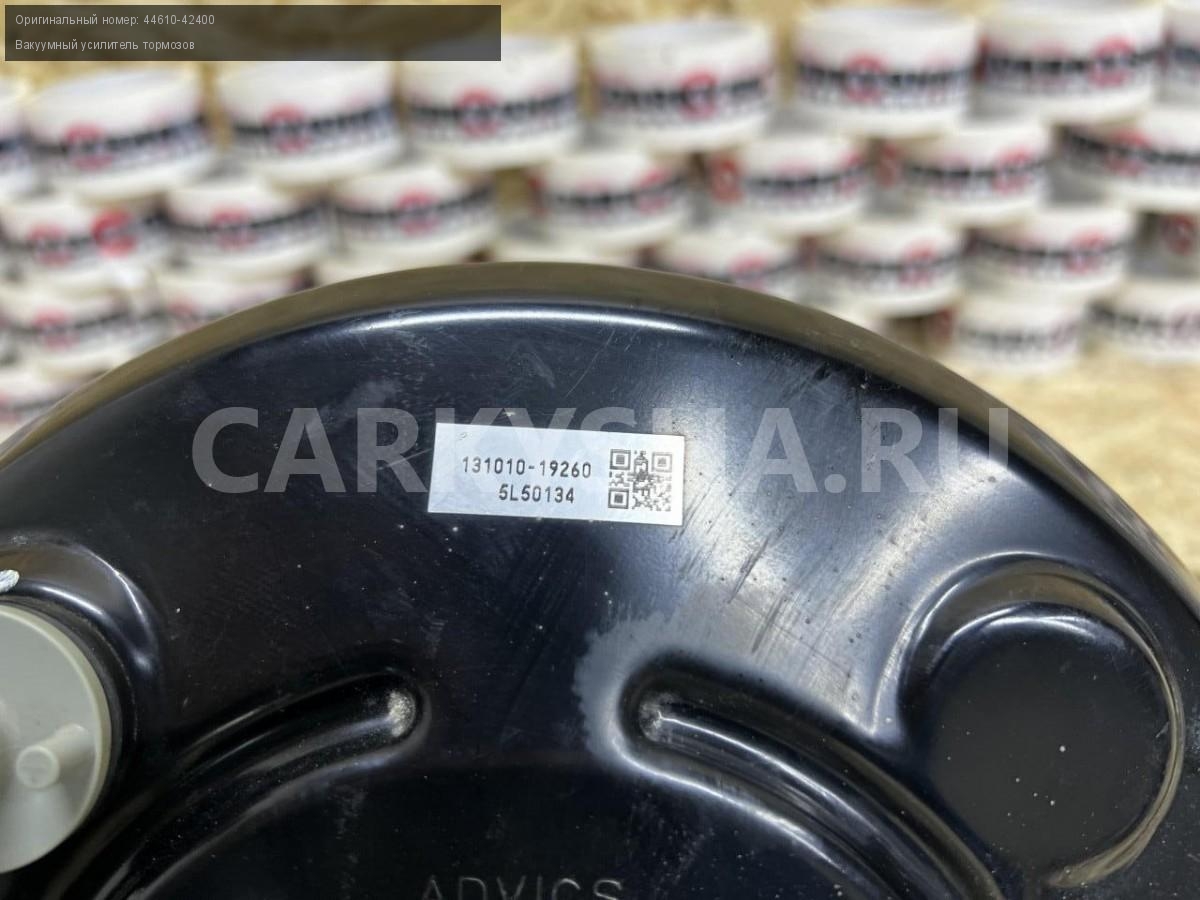 Оригинальный номер: 44610-42400
Вакуумный усилитель тормозов
CARKYSHA.RU
131010-19260
5L50134
ADVICS